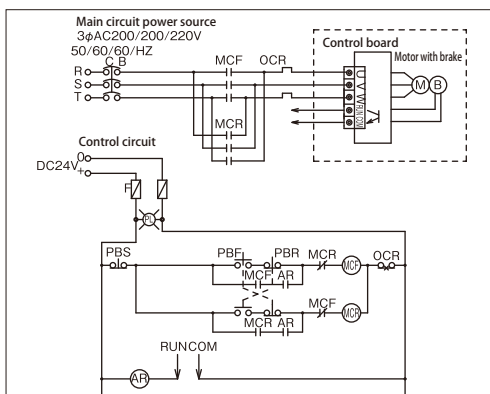 Main circuit power source
3φAC200/200/220V
50/60/60/HZ
C B
MCF OCR
Control board
Motor with brake
R
S
T
U
V
W
RUN COM
M
B
MCR
Control circuit
0
DC24V
+
F
PL
PBS
PBF
PBR
MCR
MCF
OCR
MCF AR
MCF
MCR
MCR AR
RUN COM
AR